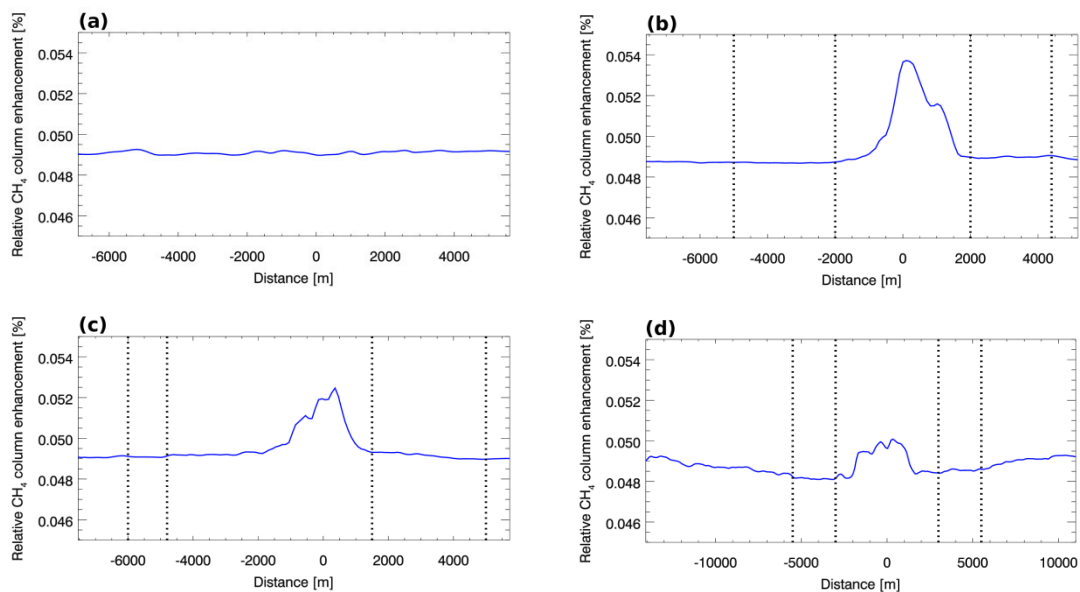 (a)
Relative CH4 column enhancement [%]
0.054
0.052
0.050
0.048
0.046
-6000 -4000 -2000 0 2000 4000
Distance [m]
(b)
Relative CH4 column enhancement [%]
0.054
0.052
0.050
0.048
0.046
-6000 -4000 -2000 0 2000 4000
Distance [m]
(c)
Relative CH4 column enhancement [%]
0.054
0.052
0.050
0.048
0.046
-6000 -4000 -2000 0 2000 4000
Distance [m]
(d)
Relative CH4 column enhancement [%]
0.054
0.052
0.050
0.048
0.046
-10000 -5000 0 5000 10000
Distance [m]